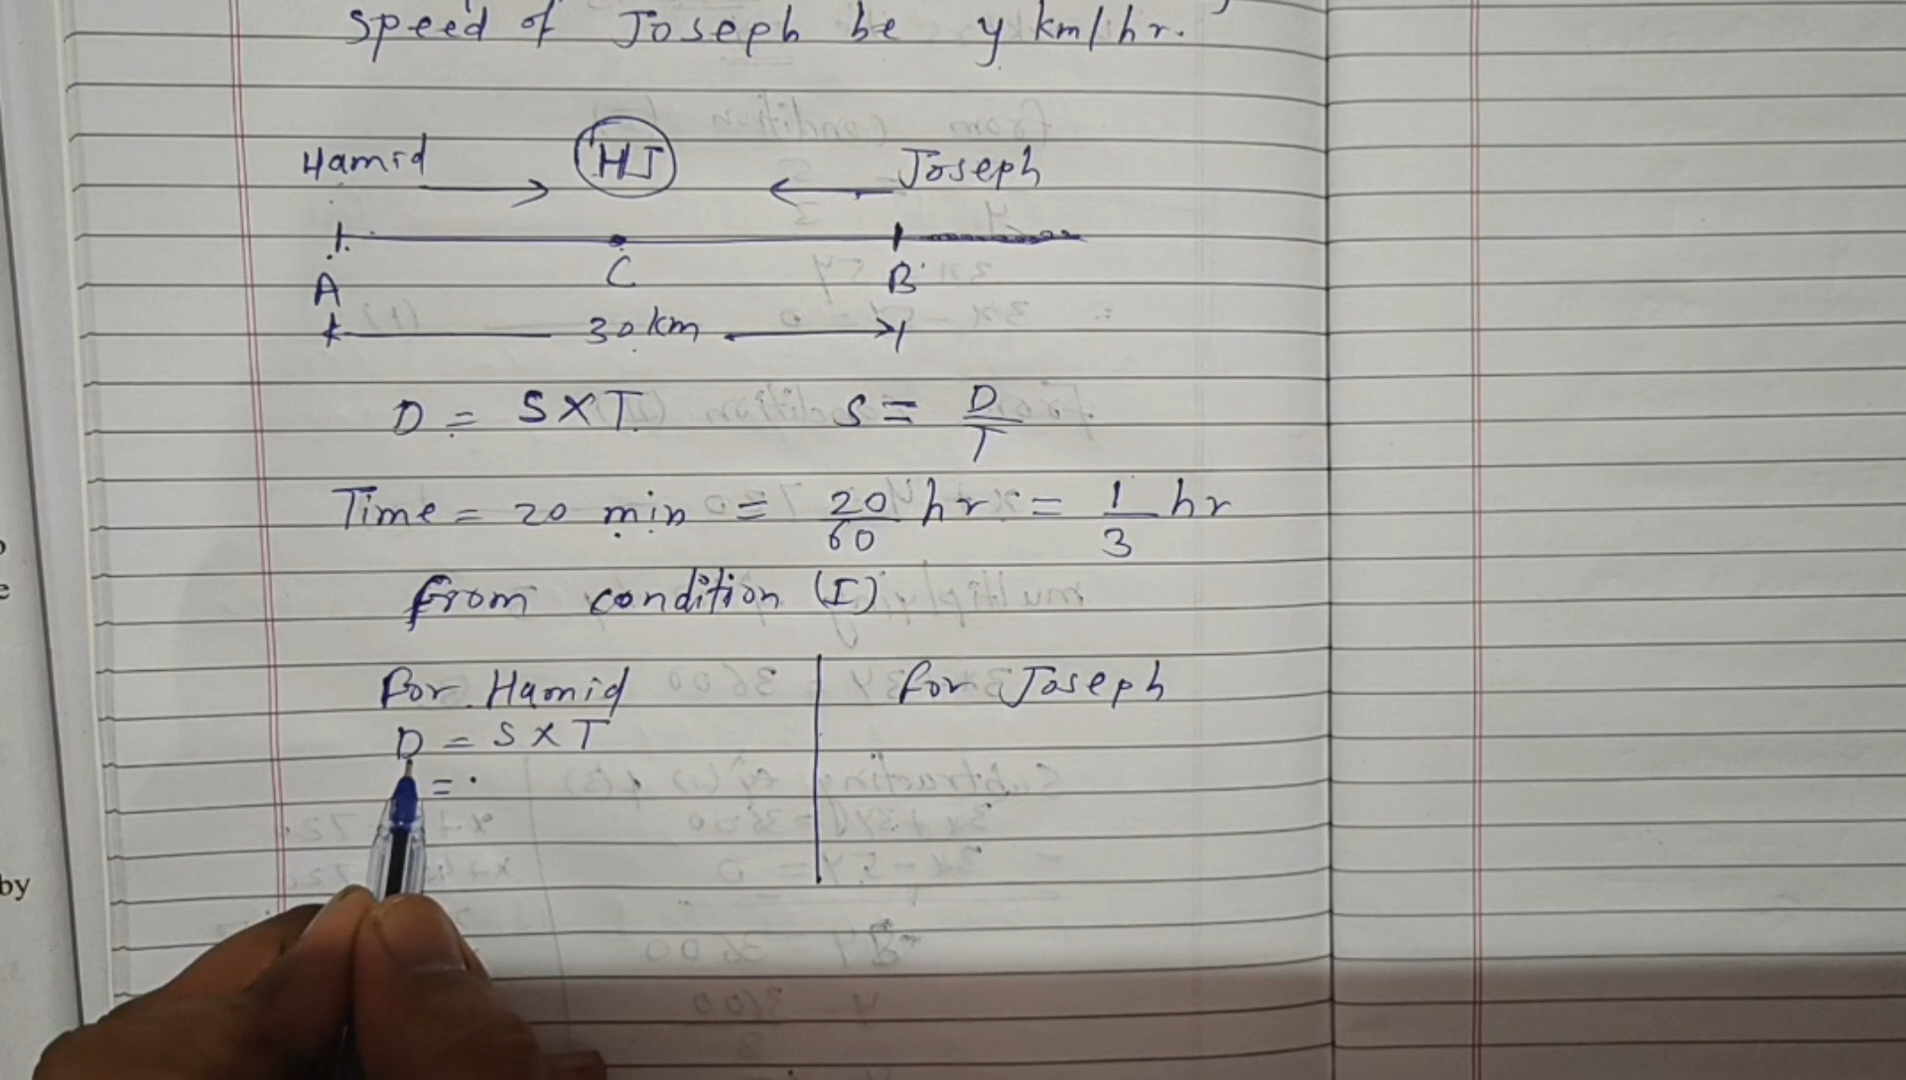 speed of Joseph be y km/hr.
Hamid HJ Joseph
A C B
30 km
D = S × T S = D/T
Time = 20 min = 20/60 hr = 1/3 hr
from condition (I)
for Hamid for Joseph
D = S × T
=
by